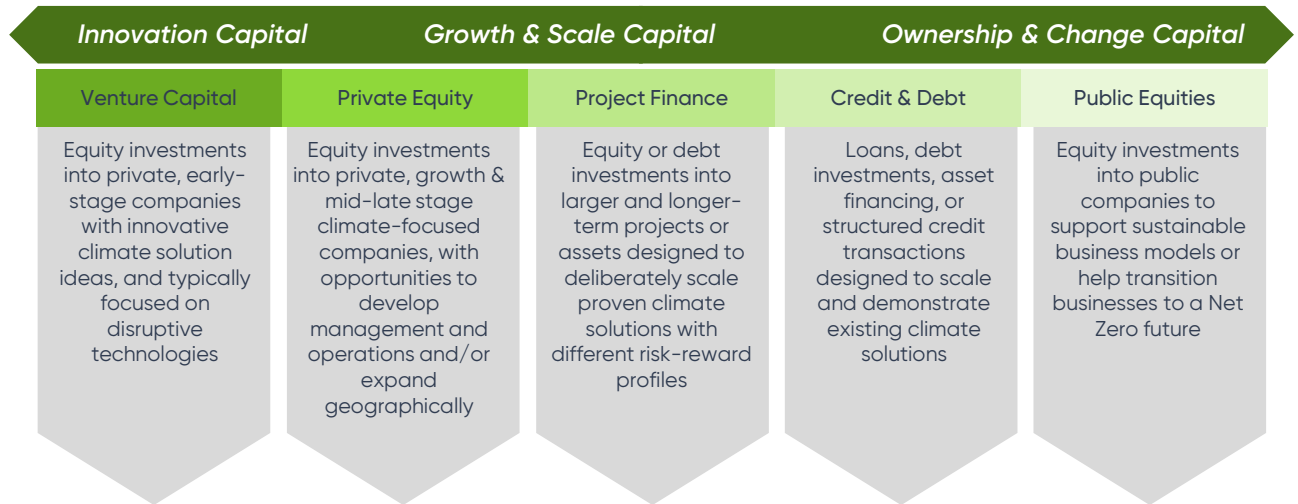 Innovation Capital
Growth & Scale Capital
Ownership & Change Capital
Venture Capital
Private Equity
Project Finance
Credit & Debt
Public Equities
Equity investments
into private, early-
stage companies
with innovative
climate solution
ideas, and typically
focused on
disruptive
technologies
Equity investments
into private, growth &
mid-late stage
climate-focused
companies, with
opportunities to
develop
management and
operations and/or
expand
geographically
Equity or debt
investments into
larger and longer-
term projects or
assets designed to
deliberately scale
proven climate
solutions with
different risk-reward
profiles
Loans, debt
investments, asset
financing, or
structured credit
transactions
designed to scale
and demonstrate
existing climate
solutions
Equity investments
into public
companies to
support sustainable
business models or
help transition
businesses to a Net
Zero future